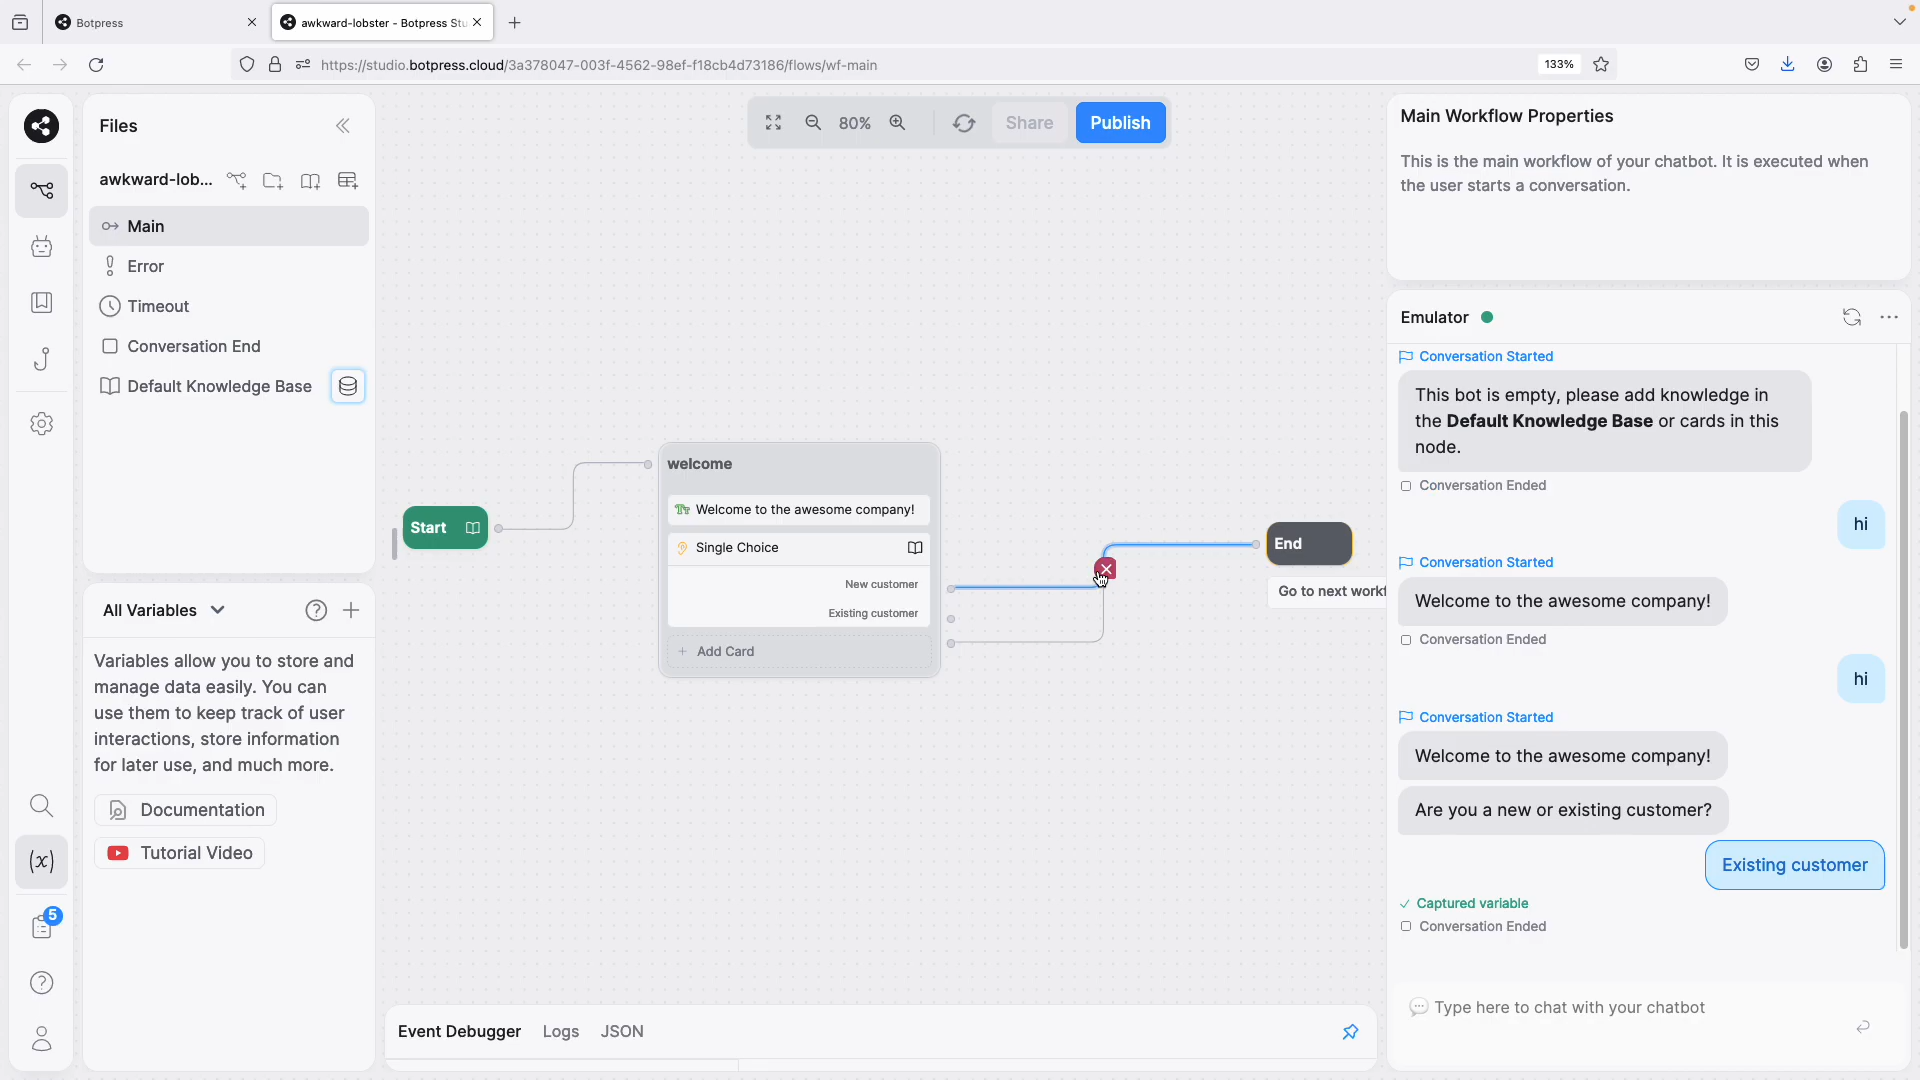 Botpress
awkward-lobster - Botpress Stu
https://studio.botpress.cloud/3a378047-003f-4562-98ef-f18cb4d73186/flows/wf-main
133%
Files
awkward-lob...
Main
Error
Timeout
Conversation End
Default Knowledge Base
All Variables
Variables allow you to store and
manage data easily. You can
use them to keep track of user
interactions, store information
for later use, and much more.
Documentation
Tutorial Video
(x)
5
80%
Share
Publish
Start
welcome
Welcome to the awesome company!
Single Choice
New customer
Existing customer
+ Add Card
End
Go to next workf
Event Debugger
Logs
JSON
Main Workflow Properties
This is the main workflow of your chatbot. It is executed when
the user starts a conversation.
Emulator
Conversation Started
This bot is empty, please add knowledge in
the Default Knowledge Base or cards in this
node.
Conversation Ended
hi
Conversation Started
Welcome to the awesome company!
Conversation Ended
hi
Conversation Started
Welcome to the awesome company!
Are you a new or existing customer?
Existing customer
Captured variable
Conversation Ended
Type here to chat with your chatbot